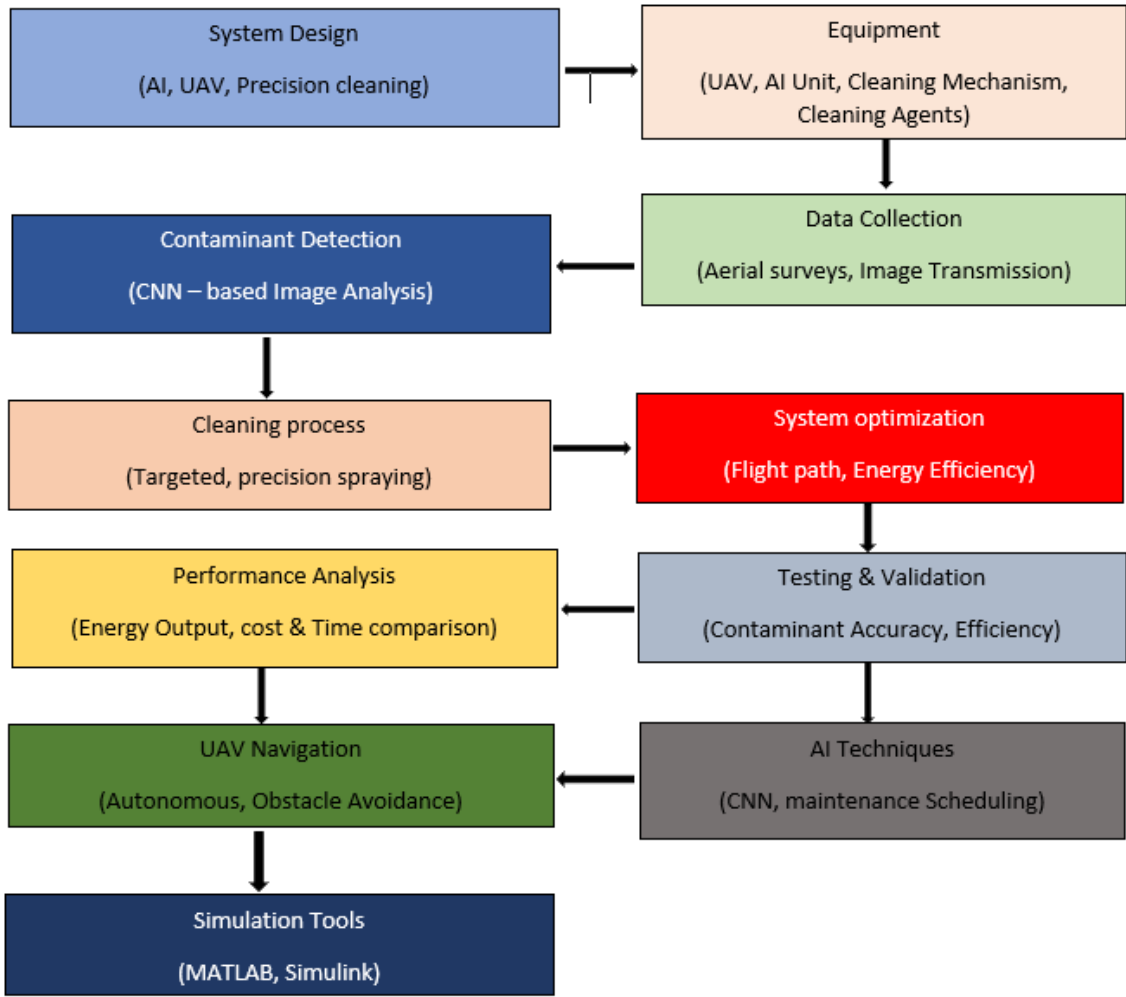 System Design
(AI, UAV, Precision cleaning)
Equipment
(UAV, AI Unit, Cleaning Mechanism,
Cleaning Agents)
Data Collection
(Aerial surveys, Image Transmission)
Contaminant Detection
(CNN – based Image Analysis)
Cleaning process
(Targeted, precision spraying)
System optimization
(Flight path, Energy Efficiency)
Testing & Validation
(Contaminant Accuracy, Efficiency)
Performance Analysis
(Energy Output, cost & Time comparison)
AI Techniques
(CNN, maintenance Scheduling)
UAV Navigation
(Autonomous, Obstacle Avoidance)
Simulation Tools
(MATLAB, Simulink)